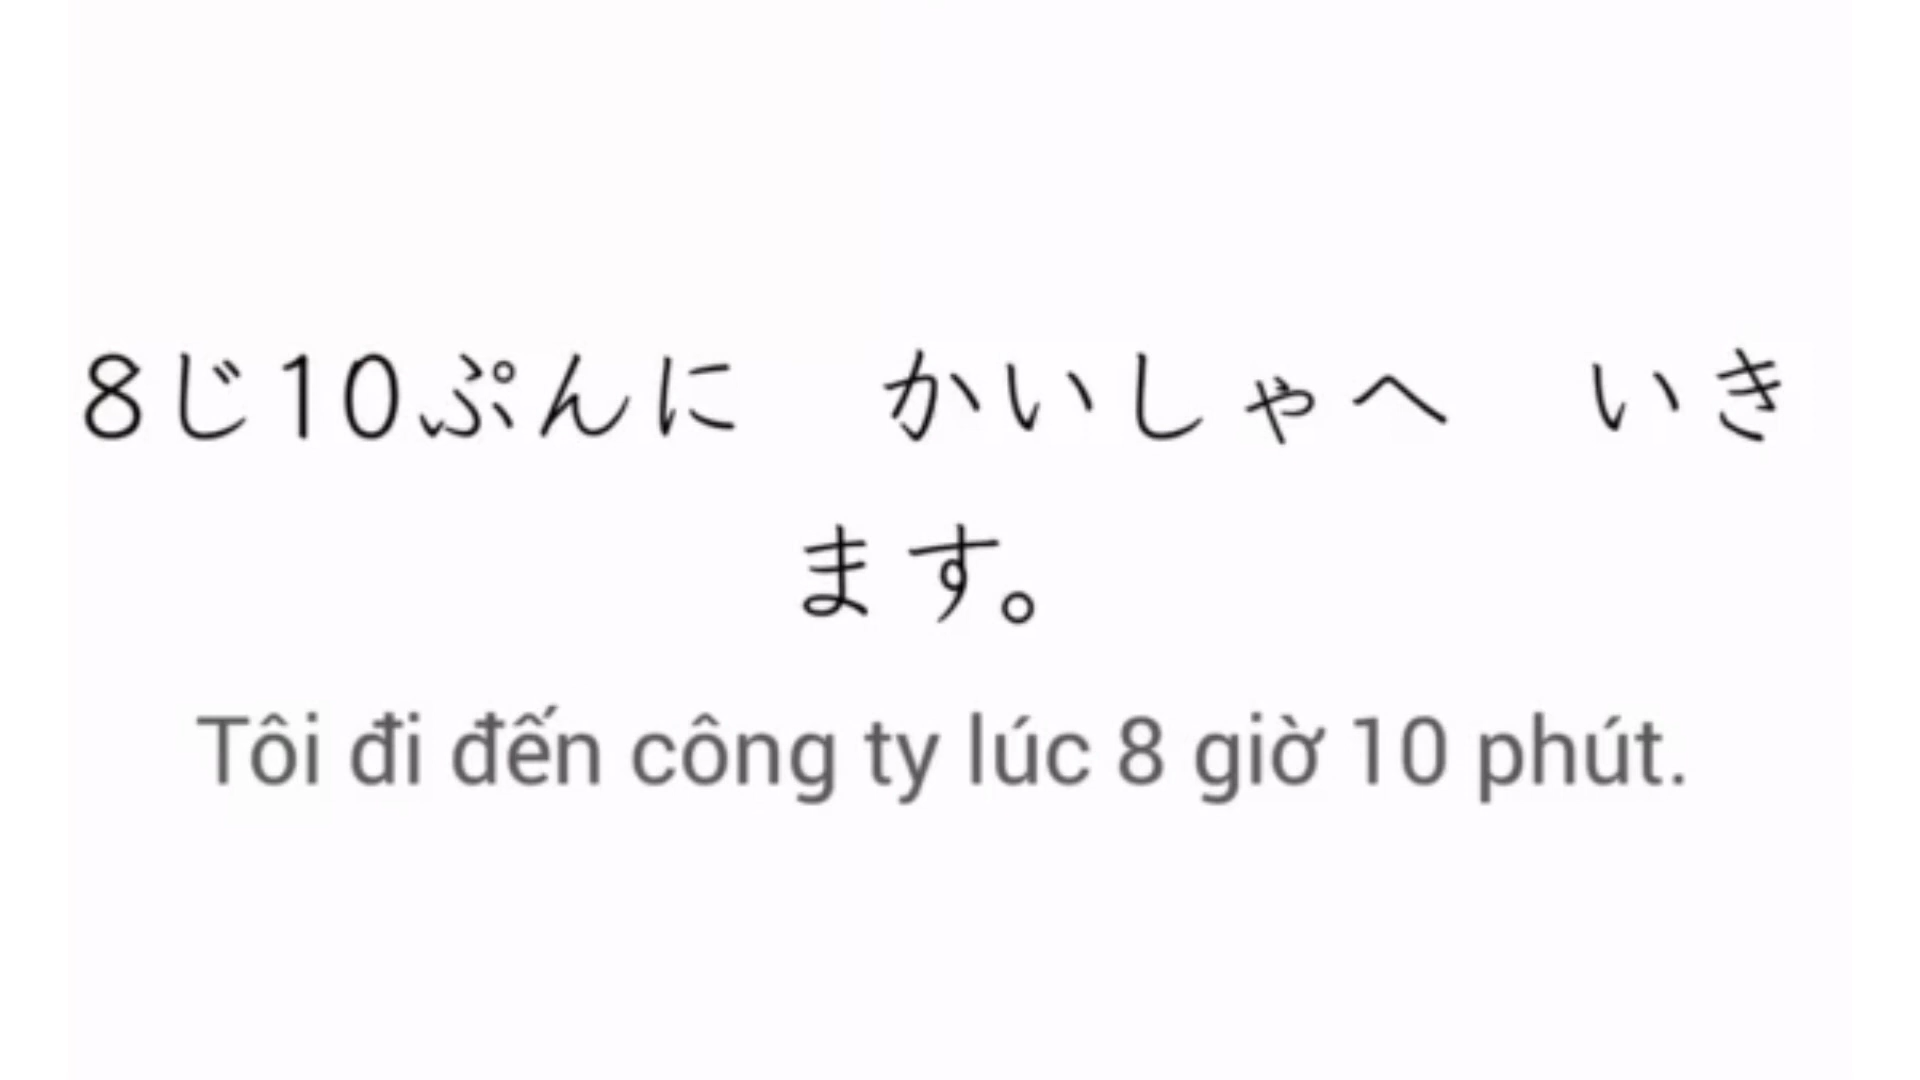 8じ10ぷんに　かいしゃへ　いき
ます。
Tôi đi đến công ty lúc 8 giờ 10 phút.